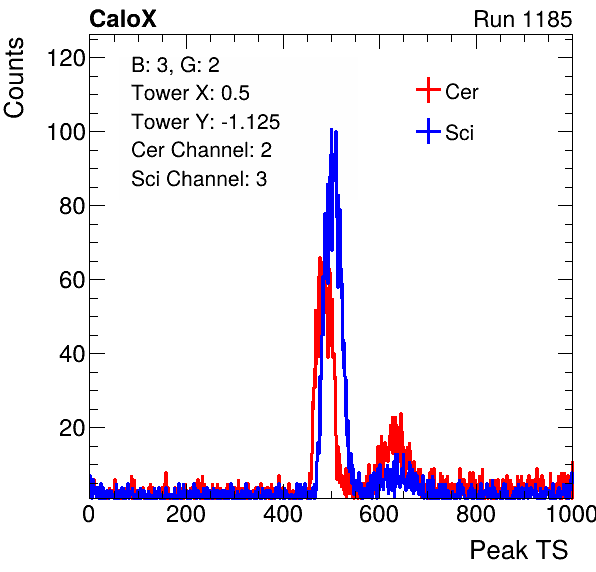 CaloX Run 1185
Counts
B: 3, G: 2
Tower X: 0.5
Tower Y: -1.125
Cer Channel: 2
Sci Channel: 3
Cer
Sci
120
100
80
60
40
20
0 200 400 600 800 1000
Peak TS